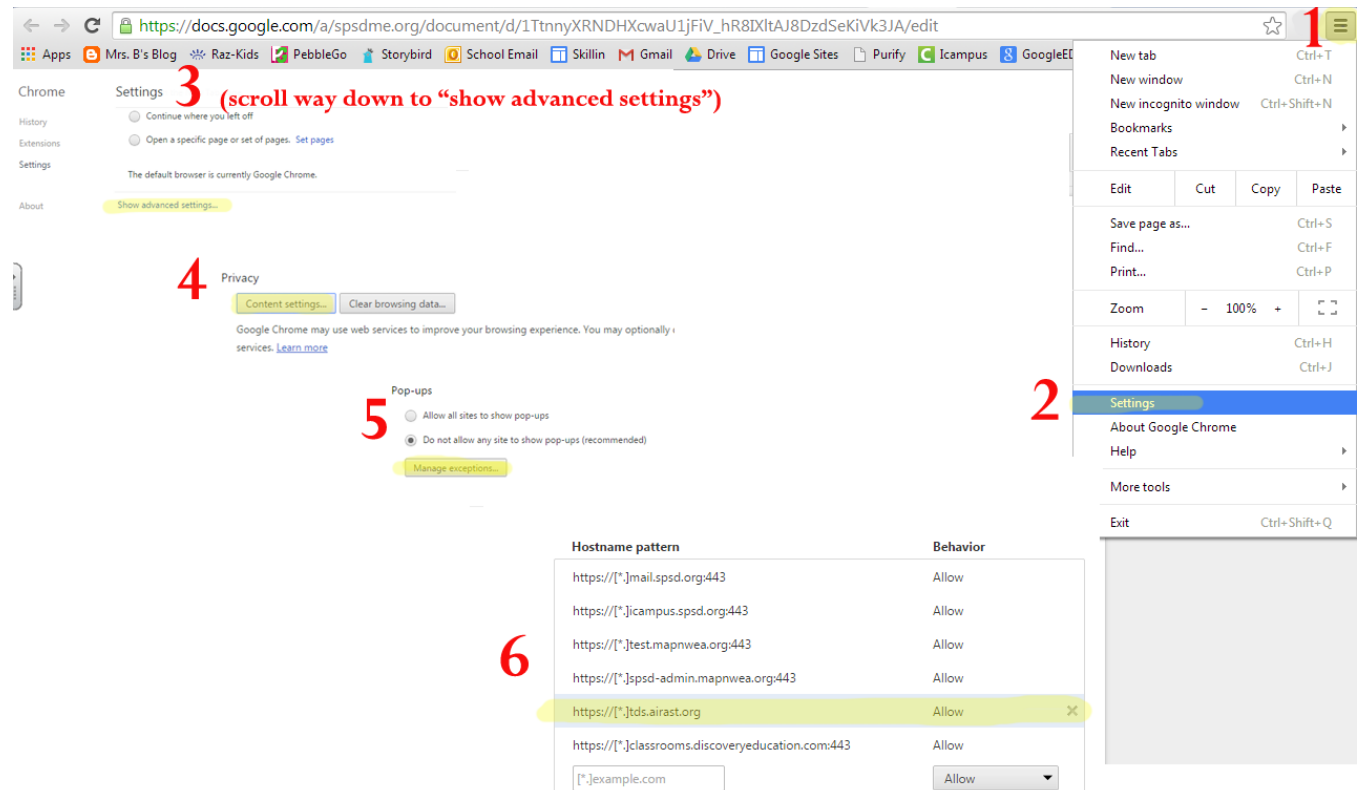 https://docs.google.com/a/spsdme.org/document/d/1TtnnyXRNDHXcwaU1jFiV_hR8IXltAJ8DzdSeKiVk3JA/edit
1
Apps Mrs. B's Blog Raz-Kids PebbleGo Storybird School Email Skillin Gmail Drive Google Sites Purify Icampus GoogleED
Chrome
History
Extensions
Settings
About
Settings
3 (scroll way down to “show advanced settings”)
Continue where you left off
Open a specific page or set of pages. Set pages
The default browser is currently Google Chrome.
Show advanced settings...
4
Privacy
Content settings... Clear browsing data...
Google Chrome may use web services to improve your browsing experience. You may optionally
services. Learn more
5
Pop-ups
Allow all sites to show pop-ups
Do not allow any site to show pop-ups (recommended)
Manage exceptions...
New tab Ctrl+T
New window Ctrl+N
New incognito window Ctrl+Shift+N
Bookmarks
Recent Tabs
Edit Cut Copy Paste
Save page as... Ctrl+S
Find... Ctrl+F
Print... Ctrl+P
Zoom - 100% +
History Ctrl+H
Downloads Ctrl+J
2
Settings
About Google Chrome
Help
More tools
Exit Ctrl+Shift+Q
6
Hostname pattern Behavior
https://[*.]mail.spsd.org:443 Allow
https://[*.]icampus.spsd.org:443 Allow
https://[*.]test.mapnwea.org:443 Allow
https://[*.]spsd-admin.mapnwea.org:443 Allow
https://[*.]tds.airast.org Allow
https://[*.]classrooms.discoveryeducation.com:443 Allow
[*.]example.com Allow